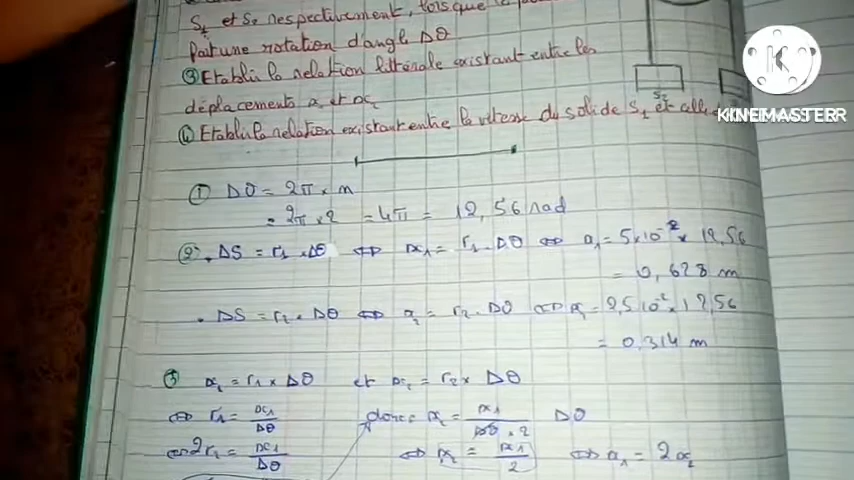 S₁ et S₂ respectivement, lorsque la
Fait une rotation d'angle Δθ
③ Etablir la relation littérale existant entre les
déplacements x₁ et x₂
④ Etablir la relation existant entre la vitesse du solide S₁ et celle
S₂
KINEMASTER
① Δθ = 2π × n
= 2π × 2 = 4π = 12,56 rad
② • ΔS = r₁ × Δθ ⇔ x₁ = r₁ · Δθ ⇔ x₁ = 5×10⁻² × 12,56
= 0,628 m
• ΔS = r₂ × Δθ ⇔ x₂ = r₂ · Δθ ⇔ x₁ = 2,5 10⁻² × 12,56
= 0,314 m
③ x₁ = r₁ × Δθ et x₂ = r₂ × Δθ
⇔ r₁ = x₁/Δθ donc x₂ = x₁/(Δθ × 2) Δθ
⇔ 2r₂ = x₁/Δθ ⇔ x₂ = x₁/2 ⇔ x₁ = 2x₂